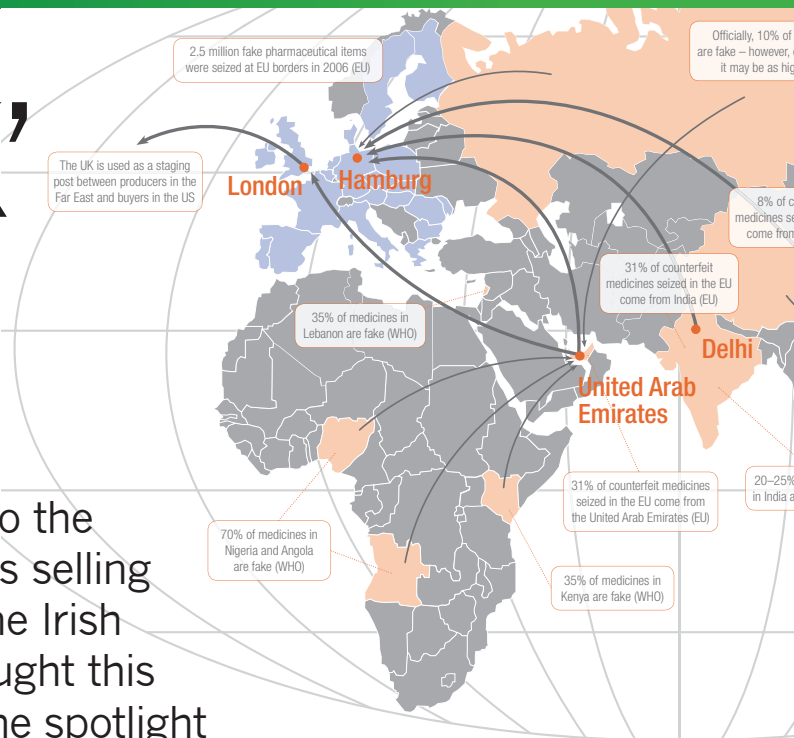 2.5 million fake pharmaceutical items
were seized at EU borders in 2006 (EU)
Officially, 10% of
are fake – however,
it may be as
’
The UK is used as a staging
post between producers in the
Far East and buyers in the US
London
Hamburg
8% of
medicines
come from
31% of counterfeit
medicines seized in the EU
come from India (EU)
35% of medicines in
Lebanon are fake (WHO)
Delhi
United Arab
Emirates
31% of counterfeit medicines
seized in the EU come from
the United Arab Emirates (EU)
20–25%
in India
70% of medicines in
Nigeria and Angola
are fake (WHO)
35% of medicines in
Kenya are fake (WHO)
the
selling
Irish
this
spotlight